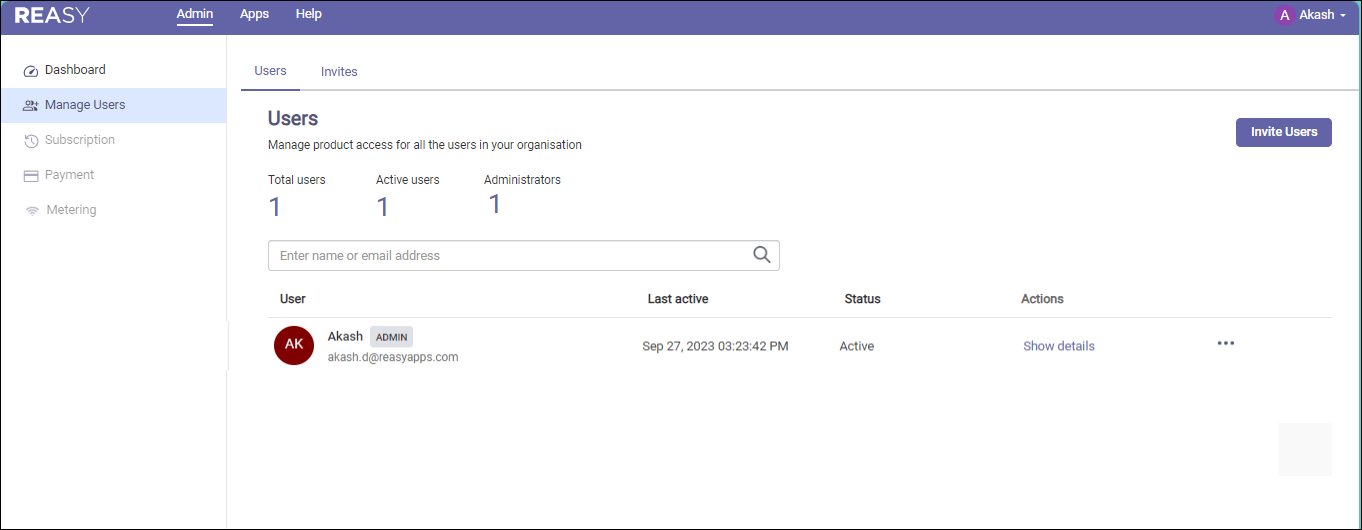 REASY Admin Apps Help A Akash
Dashboard
Manage Users
Subscription
Payment
Metering
Users Invites
Users
Manage product access for all the users in your organisation
Invite Users
Total users Active users Administrators
1 1 1
Enter name or email address
User Last active Status Actions
AK Akash ADMIN
akash.d@reasyapps.com
Sep 27, 2023 03:23:42 PM Active Show details